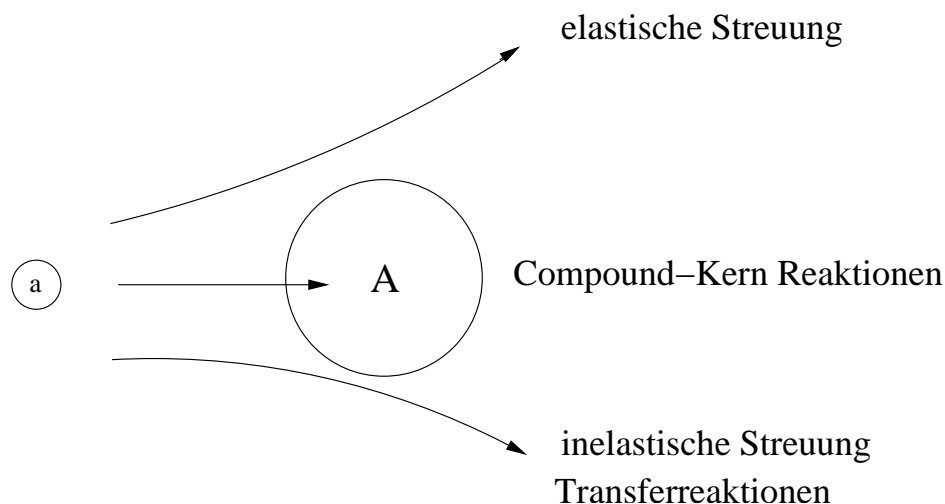 elastische Streuung
a
A
Compound−Kern Reaktionen
inelastische Streuung
Transferreaktionen